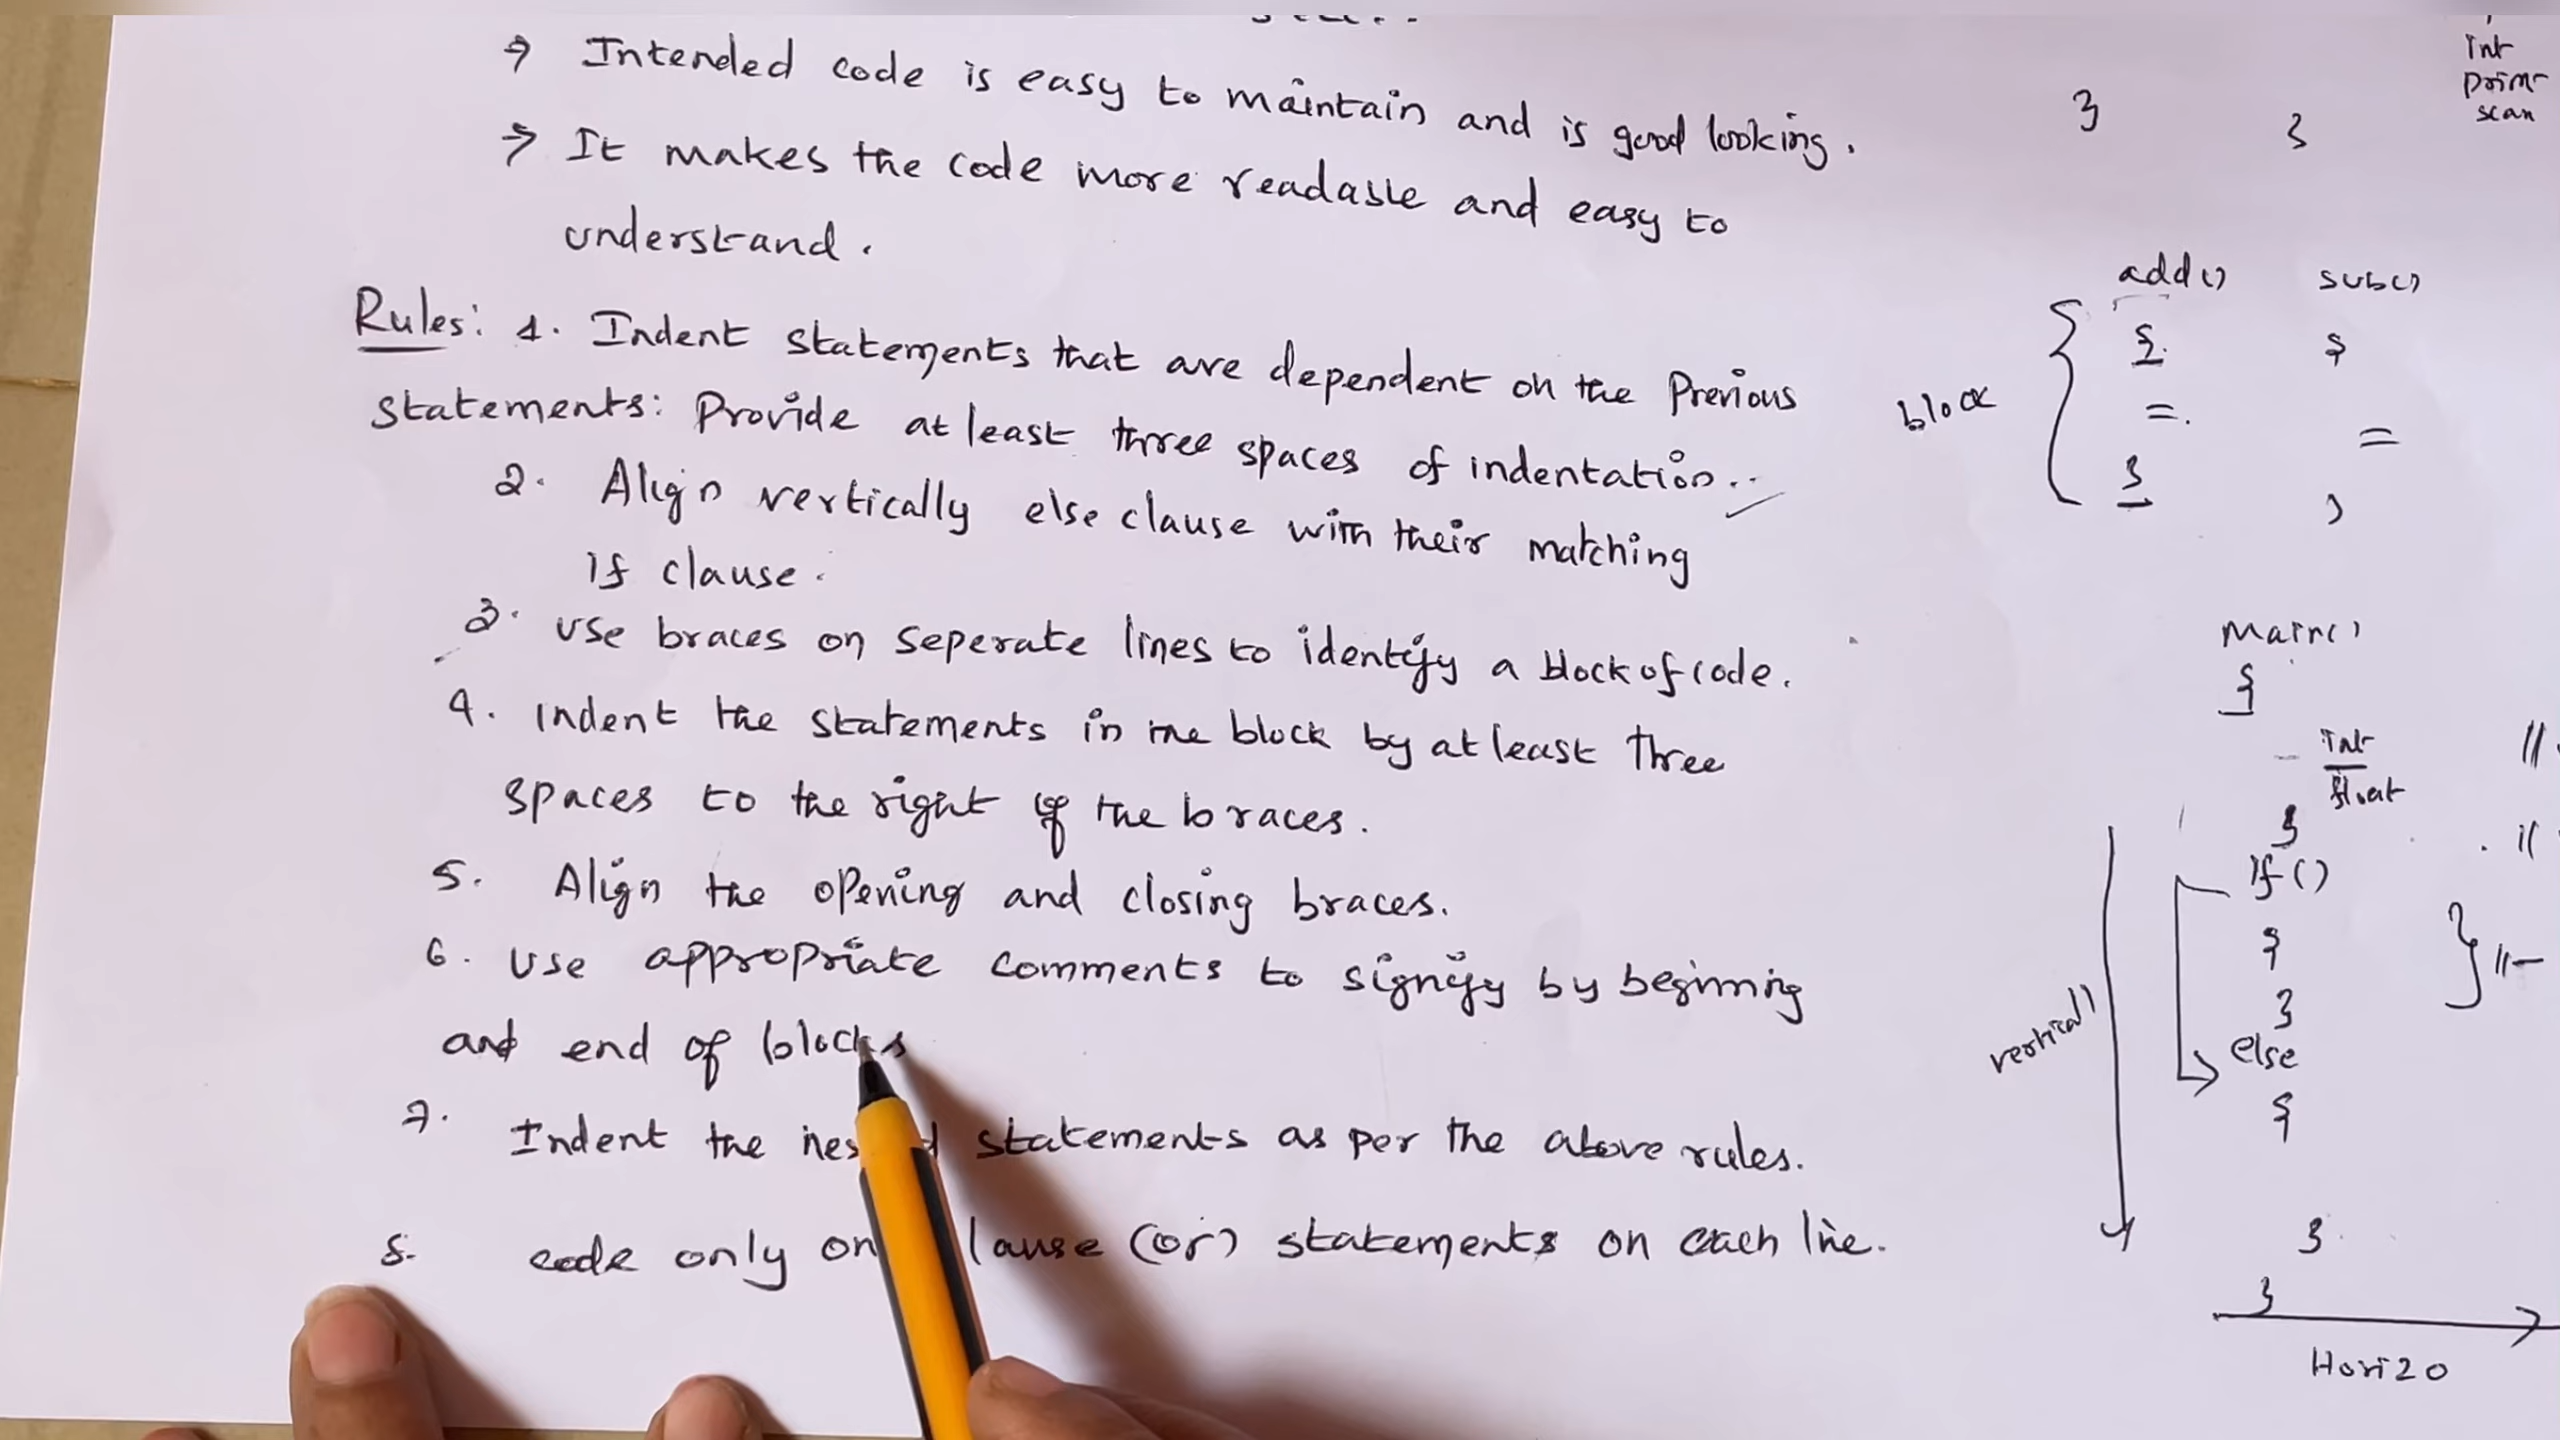 → Intended code is easy to maintain and is good looking.
→ It makes the code more readable and easy to
understand.
Rules: 1. Indent statements that are dependent on the Previous
statements: Provide at least three spaces of indentation..
2. Align vertically else clause with their matching
if clause.
3. use braces on seperate lines to identify a block of code.
4. indent the statements in the block by at least three
spaces to the right of the braces.
5. Align the opening and closing braces.
6. use appropriate comments to signify by beginning
and end of blocks
7. Indent the statements as per the above rules.
8. code only (or) statements on each line.
int
scan
}
}
add() sub()
{ {
block = =
}
main()
{
int
float
}
if()
{
}
else
{
}
}
vertical
Horizo